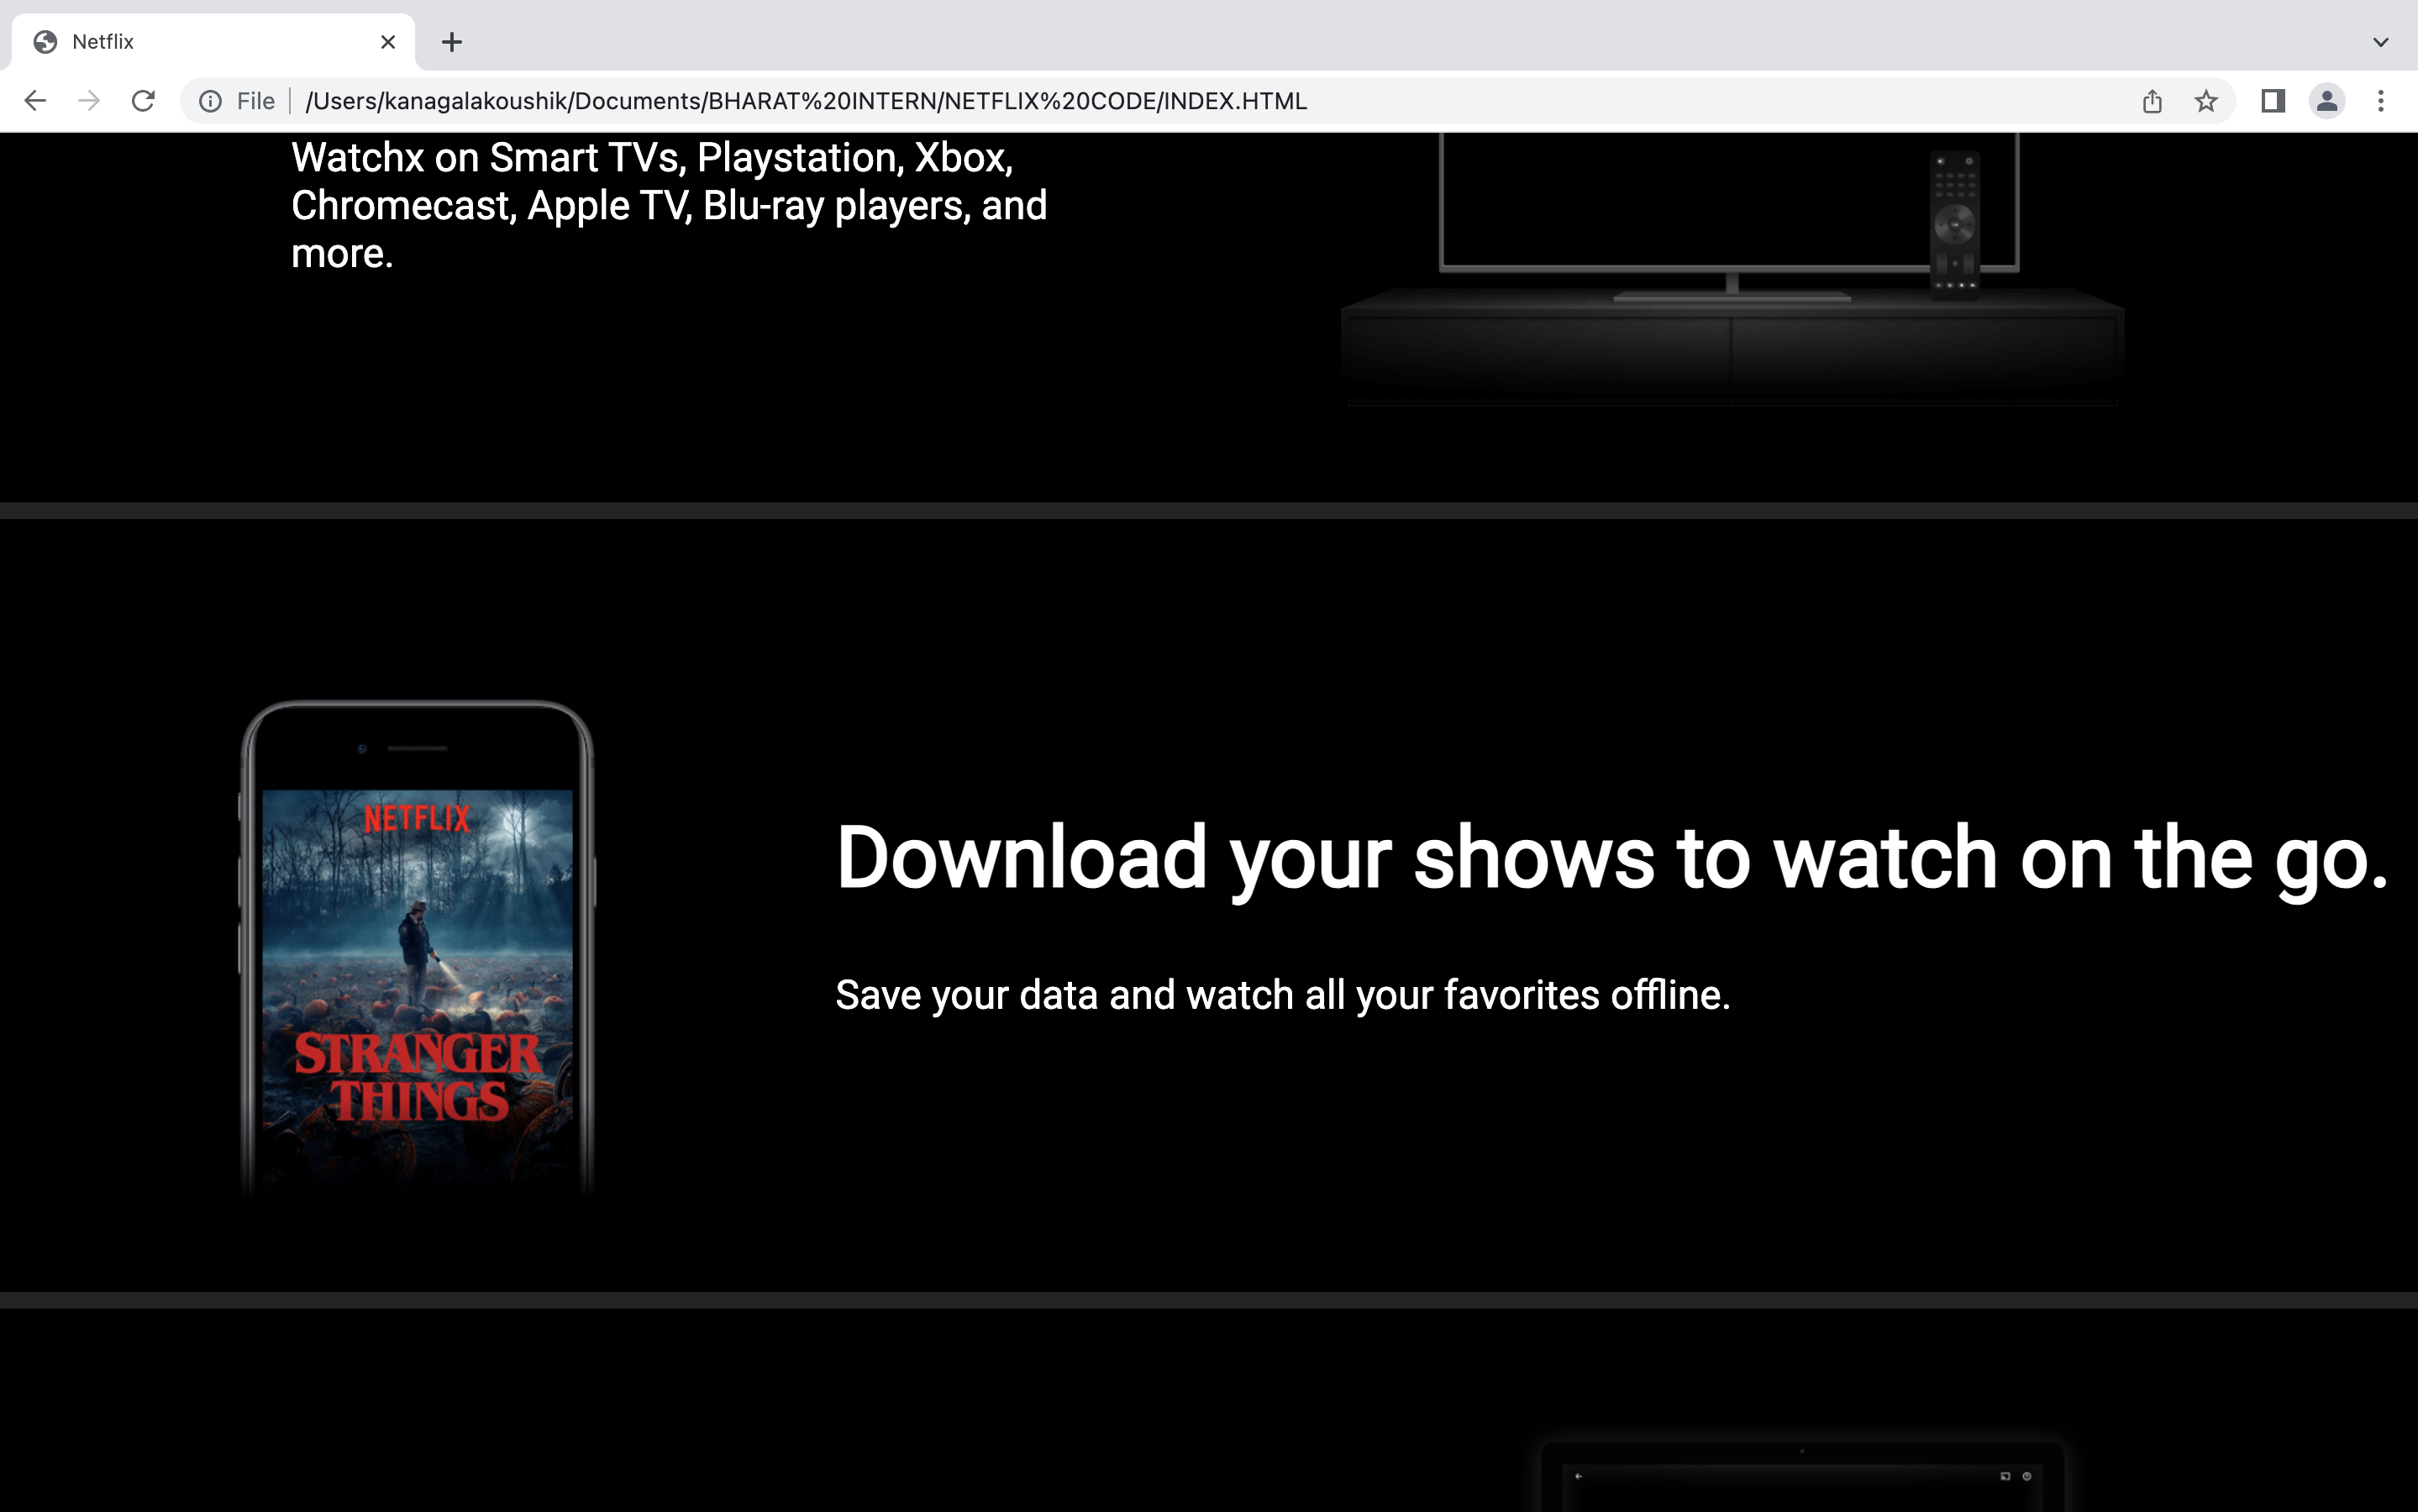 Netflix
File
/Users/kanagalakoushik/Documents/BHARAT%20INTERN/NETFLIX%20CODE/INDEX.HTML
Watchx on Smart TVs, Playstation, Xbox,
Chromecast, Apple TV, Blu-ray players, and
more.
NETFLIX
STRANGER
THINGS
Download your shows to watch on the go.
Save your data and watch all your favorites offline.